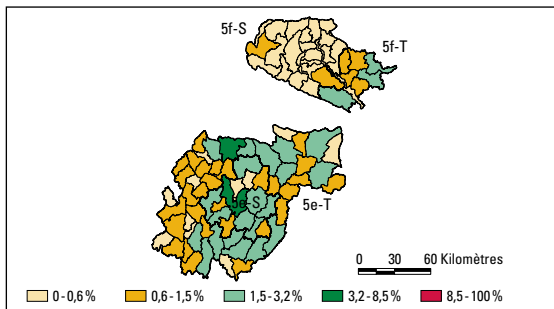 5f-S
5f-T
5e-S
5e-T
0 30 60 Kilomètres
0-0,6% 0,6-1,5% 1,5-3,2% 3,2-8,5% 8,5-100%